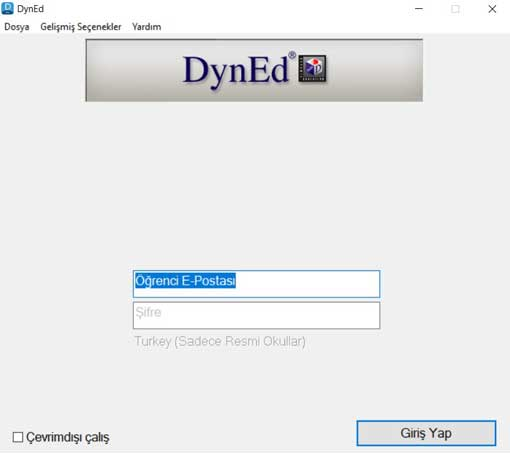 DynEd
Dosya Gelişmiş Seçenekler Yardım
DynEd®
Öğrenci E-Postası
Şifre
Turkey (Sadece Resmi Okullar)
Çevrimdışı çalış
Giriş Yap